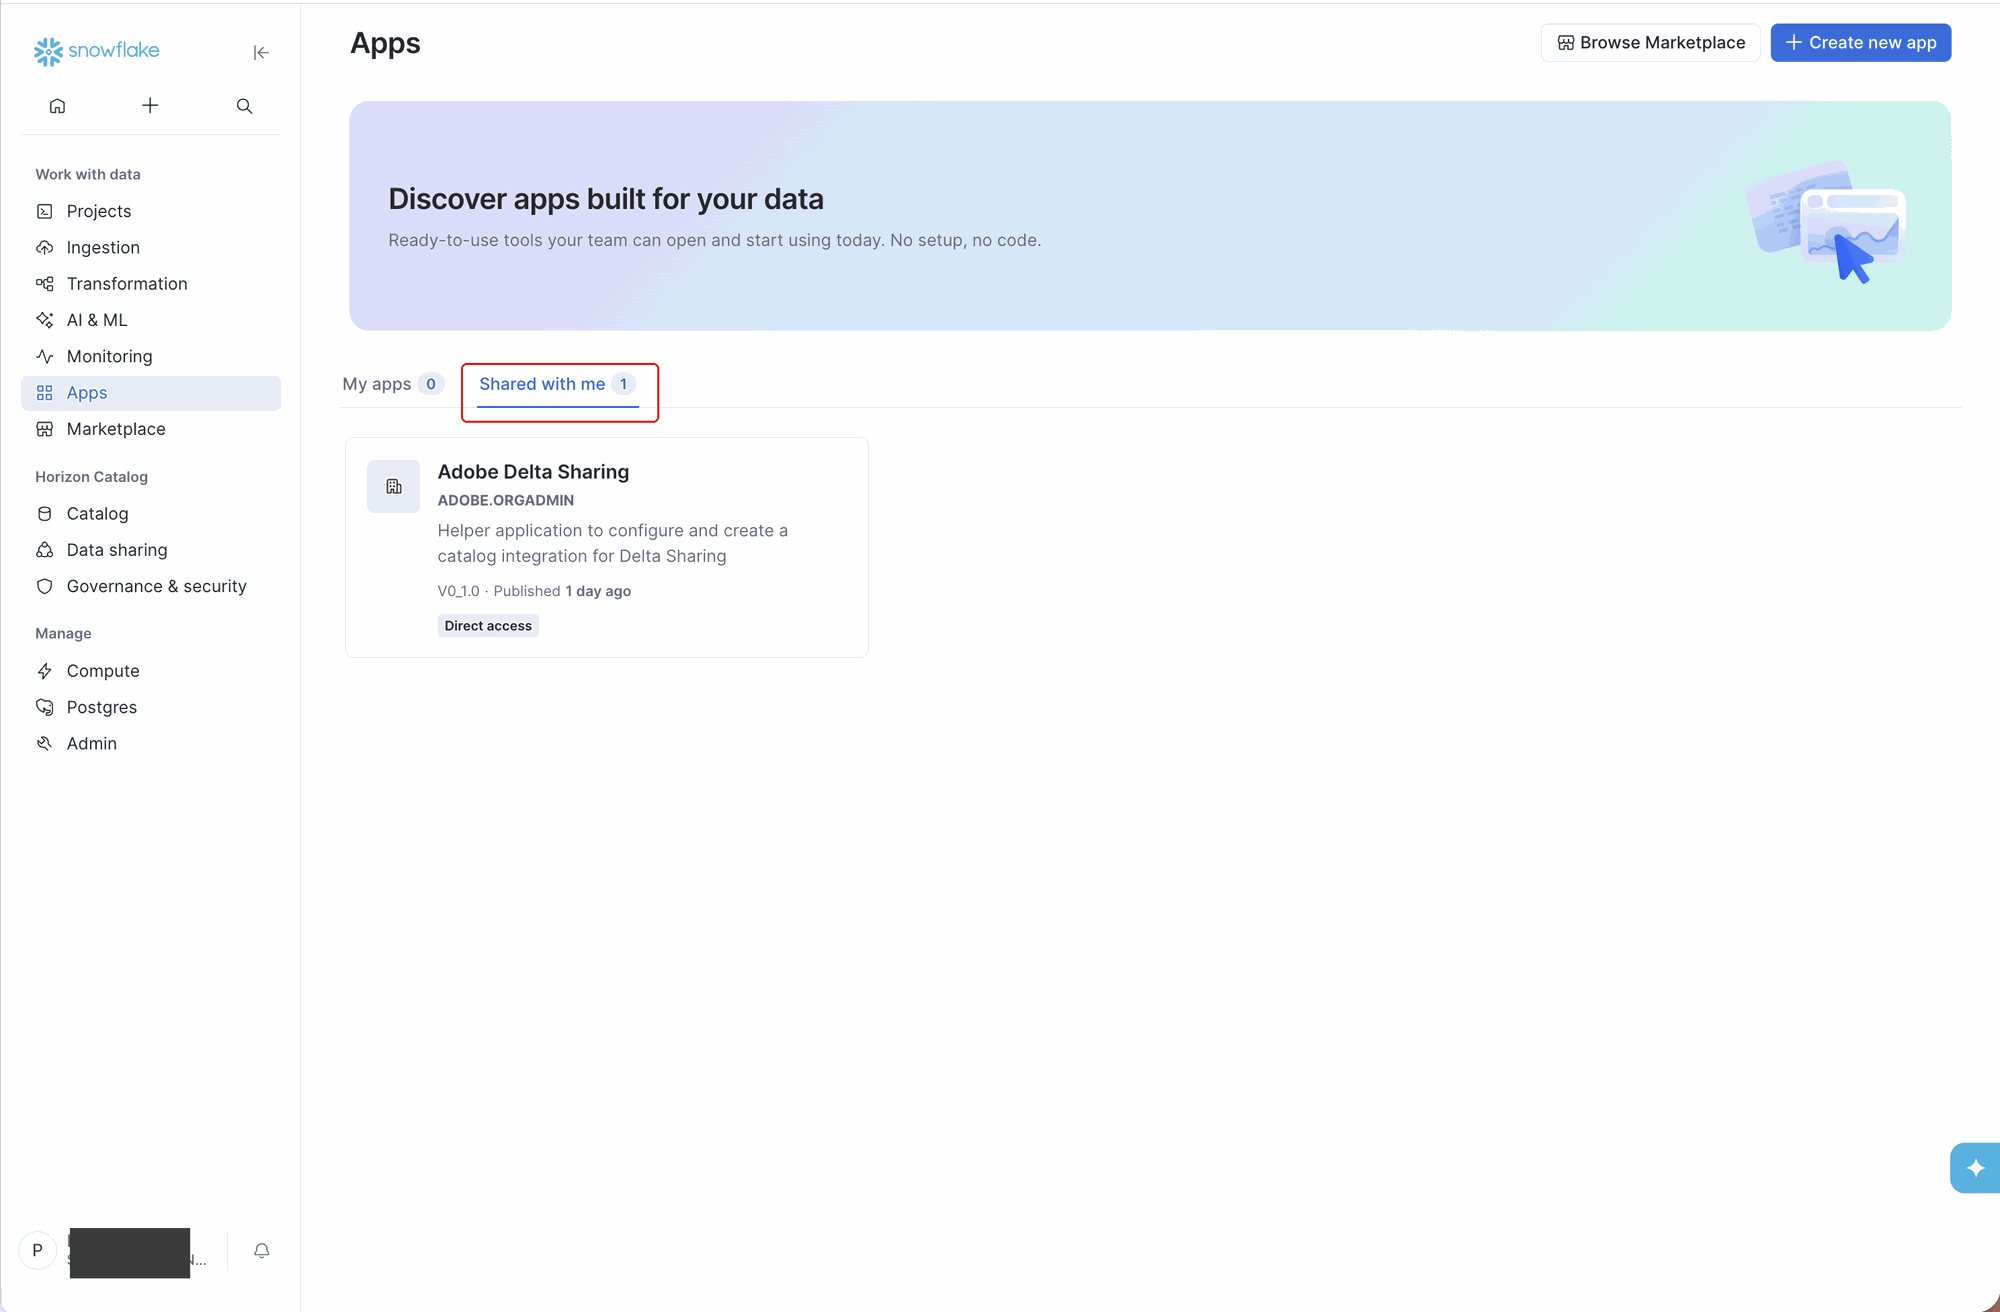 snowflake
Work with data
Projects
Ingestion
Transformation
AI & ML
Monitoring
Apps
Marketplace
Horizon Catalog
Catalog
Data sharing
Governance & security
Manage
Compute
Postgres
Admin
P
N...
Apps
Browse Marketplace
Create new app
Discover apps built for your data
Ready-to-use tools your team can open and start using today. No setup, no code.
My apps 0
Shared with me 1
Adobe Delta Sharing
ADOBE.ORGADMIN
Helper application to configure and create a
catalog integration for Delta Sharing
V0_1.0 · Published 1 day ago
Direct access